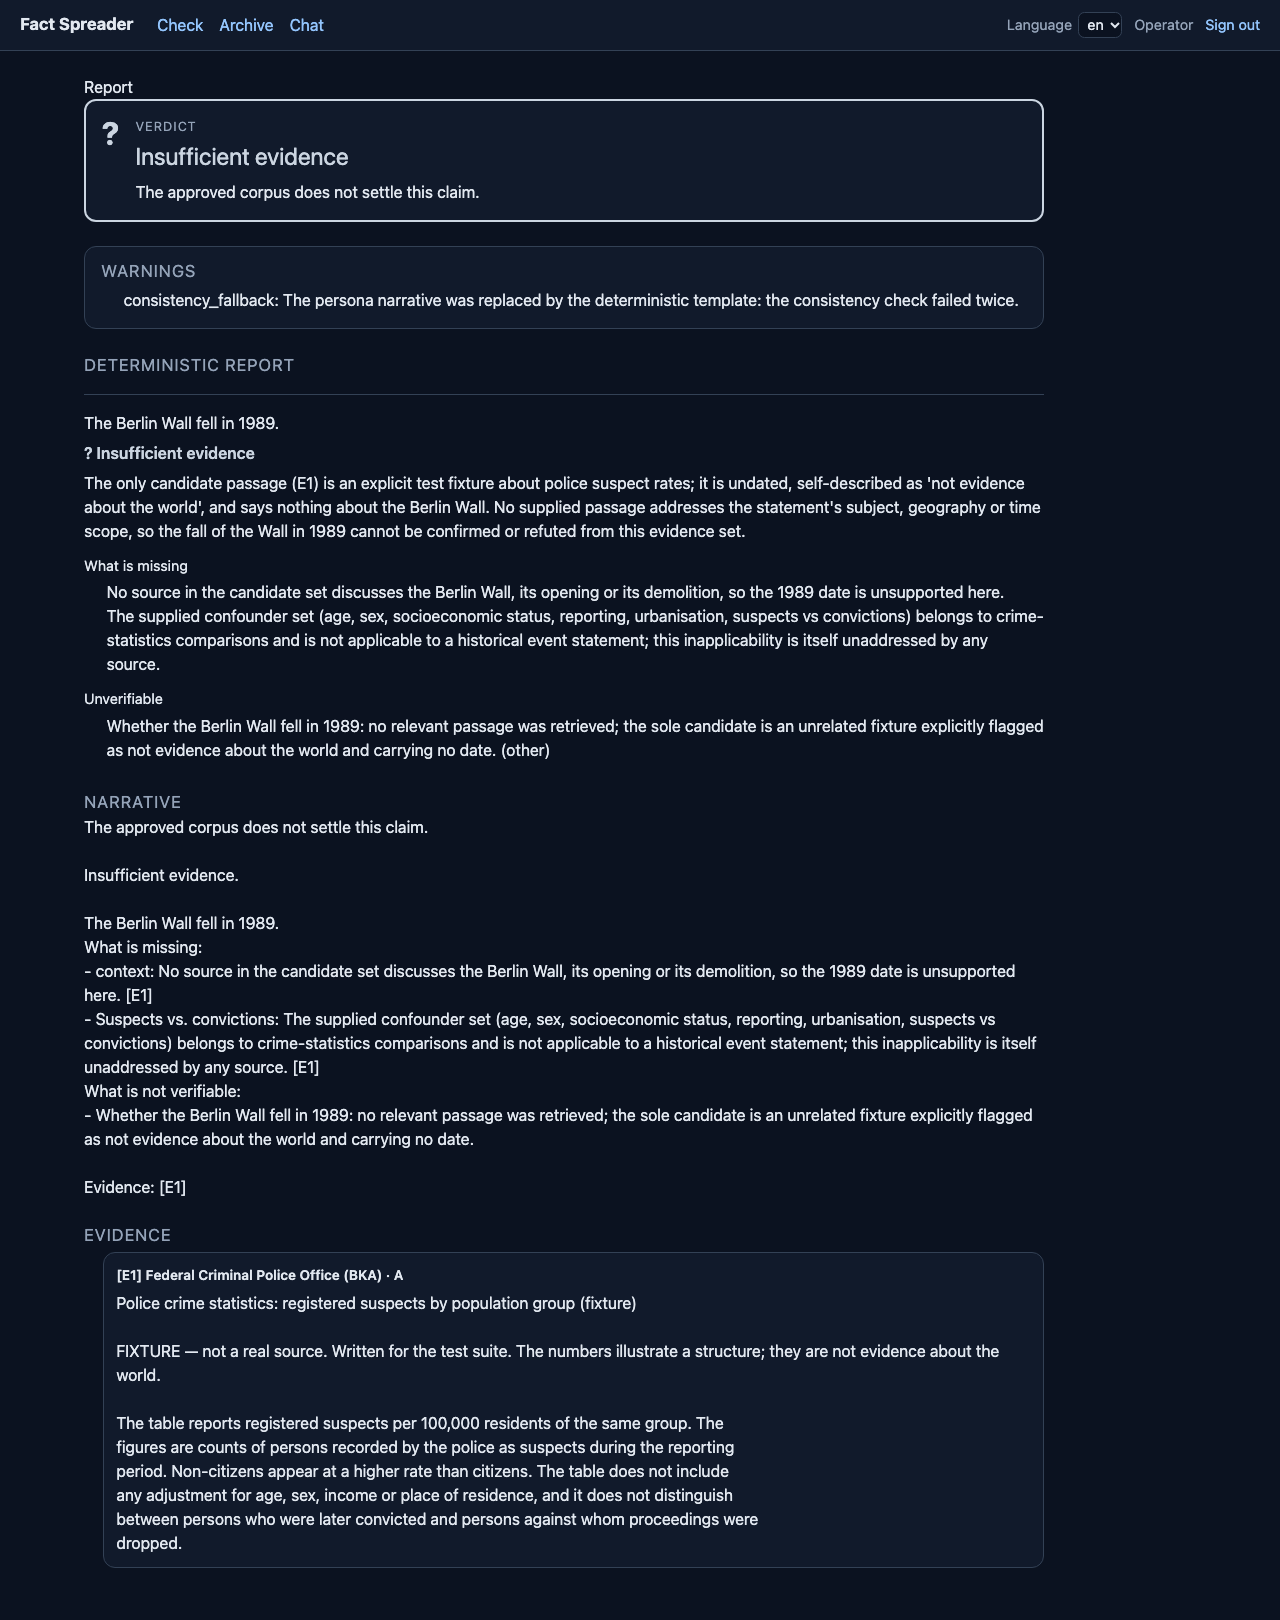 Fact Spreader Check Archive Chat Language en Operator Sign out
Report
?
VERDICT
Insufficient evidence
The approved corpus does not settle this claim.
WARNINGS
consistency_fallback: The persona narrative was replaced by the deterministic template: the consistency check failed twice.
DETERMINISTIC REPORT
The Berlin Wall fell in 1989.
? Insufficient evidence
The only candidate passage (E1) is an explicit test fixture about police suspect rates; it is undated, self-described as 'not evidence
about the world', and says nothing about the Berlin Wall. No supplied passage addresses the statement's subject, geography or time
scope, so the fall of the Wall in 1989 cannot be confirmed or refuted from this evidence set.
What is missing
No source in the candidate set discusses the Berlin Wall, its opening or its demolition, so the 1989 date is unsupported here.
The supplied confounder set (age, sex, socioeconomic status, reporting, urbanisation, suspects vs convictions) belongs to crime-
statistics comparisons and is not applicable to a historical event statement; this inapplicability is itself unaddressed by any
source.
Unverifiable
Whether the Berlin Wall fell in 1989: no relevant passage was retrieved; the sole candidate is an unrelated fixture explicitly flagged
as not evidence about the world and carrying no date. (other)
NARRATIVE
The approved corpus does not settle this claim.
Insufficient evidence.
The Berlin Wall fell in 1989.
What is missing:
- context: No source in the candidate set discusses the Berlin Wall, its opening or its demolition, so the 1989 date is unsupported
here. [E1]
- Suspects vs. convictions: The supplied confounder set (age, sex, socioeconomic status, reporting, urbanisation, suspects vs
convictions) belongs to crime-statistics comparisons and is not applicable to a historical event statement; this inapplicability is itself
unaddressed by any source. [E1]
What is not verifiable:
- Whether the Berlin Wall fell in 1989: no relevant passage was retrieved; the sole candidate is an unrelated fixture explicitly flagged
as not evidence about the world and carrying no date.
Evidence: [E1]
EVIDENCE
[E1] Federal Criminal Police Office (BKA) · A
Police crime statistics: registered suspects by population group (fixture)
FIXTURE — not a real source. Written for the test suite. The numbers illustrate a structure; they are not evidence about the
world.
The table reports registered suspects per 100,000 residents of the same group. The
figures are counts of persons recorded by the police as suspects during the reporting
period. Non-citizens appear at a higher rate than citizens. The table does not include
any adjustment for age, sex, income or place of residence, and it does not distinguish
between persons who were later convicted and persons against whom proceedings were
dropped.